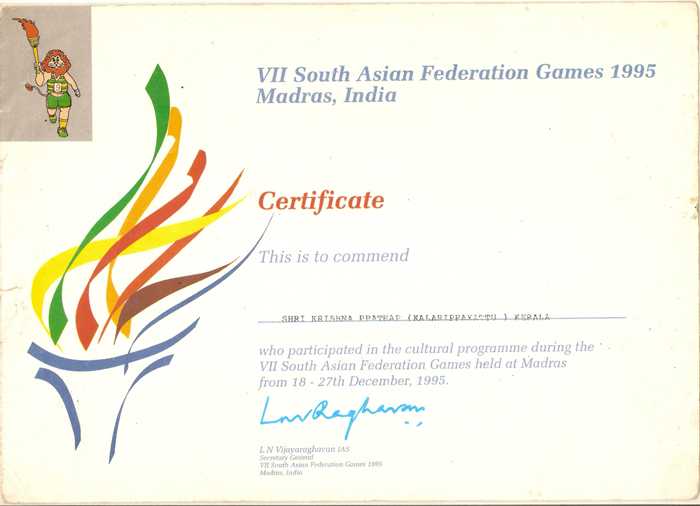 VII South Asian Federation Games 1995
Madras, India
Certificate
This is to commend
SHRI KRISHNA PRATHAP (KALARIPPAYATTU ) KERALA
who participated in the cultural programme during the
VII South Asian Federation Games held at Madras
from 18 - 27th December, 1995.
L N Vijayaraghavan IAS
Secretary General
VII South Asian Federation Games 1995
Madras, India